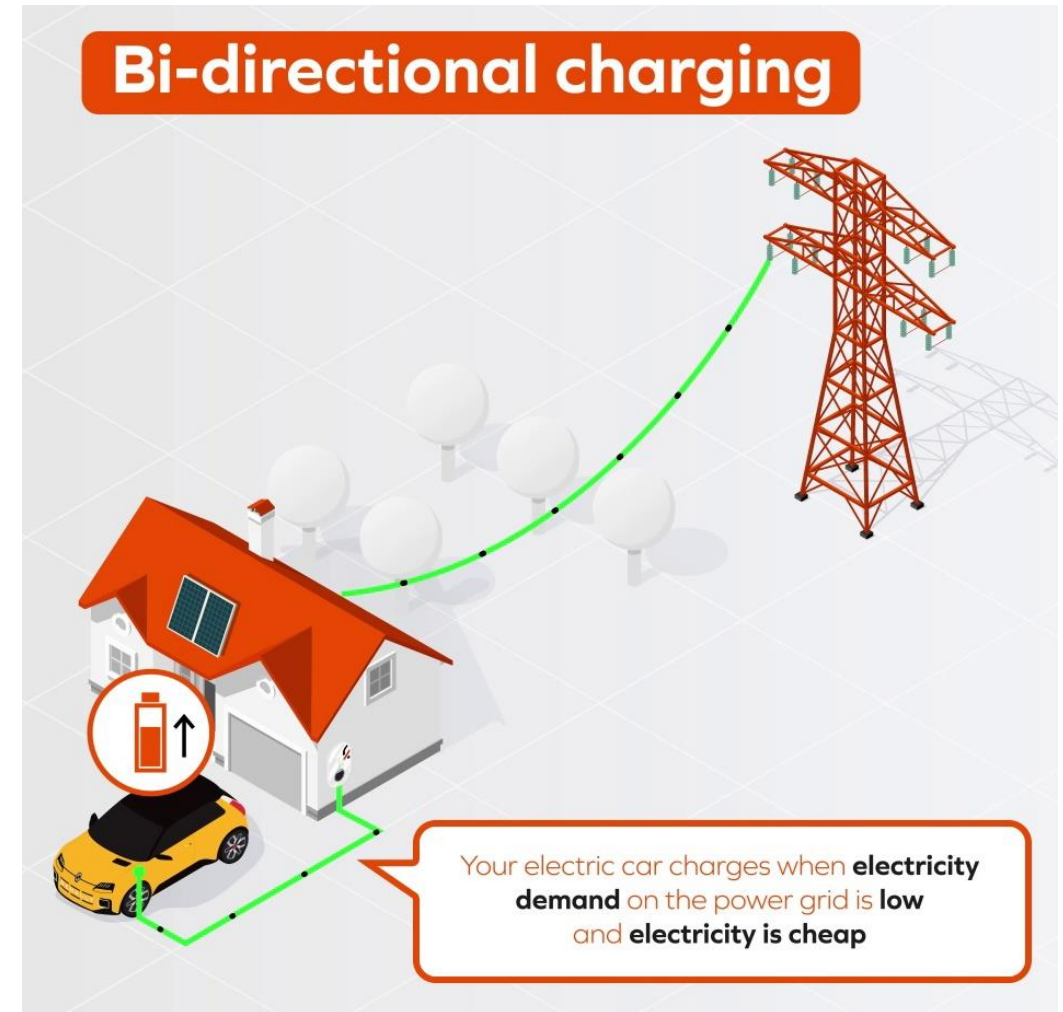 Bi-directional charging
Your electric car charges when electricity
demand on the power grid is low
and electricity is cheap